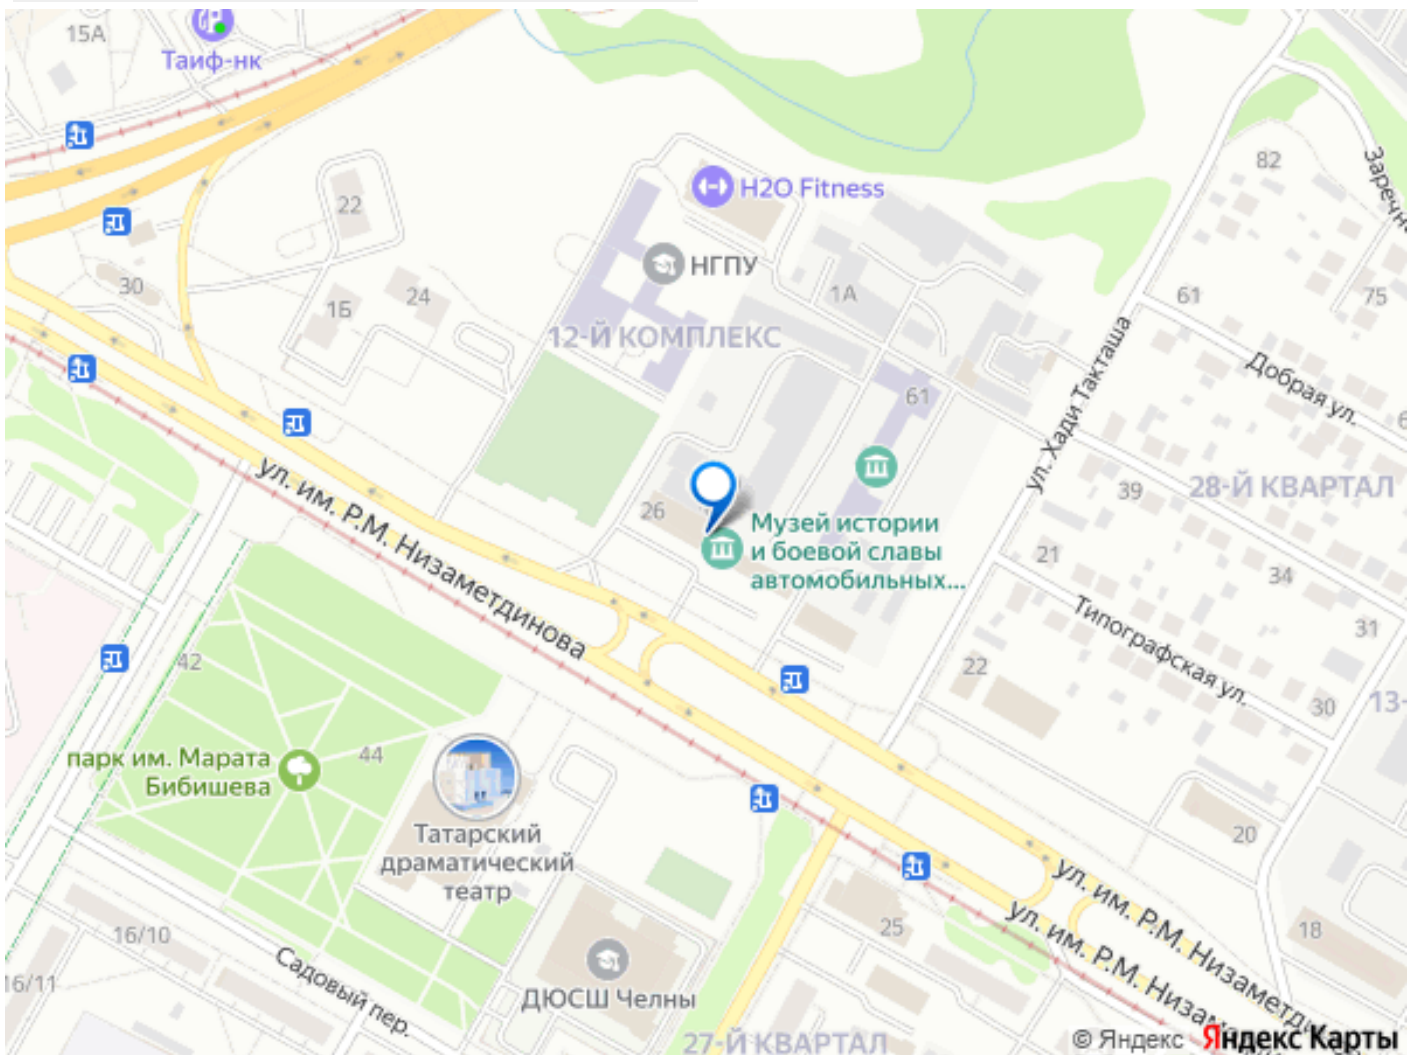 15А
Таиф-нк
22
H2O Fitness
82
Заречн
НГПУ
30
1Б
24
1А
61
75
12-Й КОМПЛЕКС
ул. Хади Такташа
Добрая ул.
6
61
ул. им. Р.М. Низаметдинова
26
Музей истории
и боевой славы
автомобильных...
39
28-Й КВАРТАЛ
21
34
Типографская ул.
31
42
22
30
13-
парк им. Марата
Бибишева
44
Татарский
драматический
театр
20
ул. им. Р.М. Низаметд
ул. им. Р.М. Низам
16/10
25
18
16/11
Садовый пер.
ДЮСШ Челны
27-Й КВАРТАЛ
© Яндекс Яндекс Карты